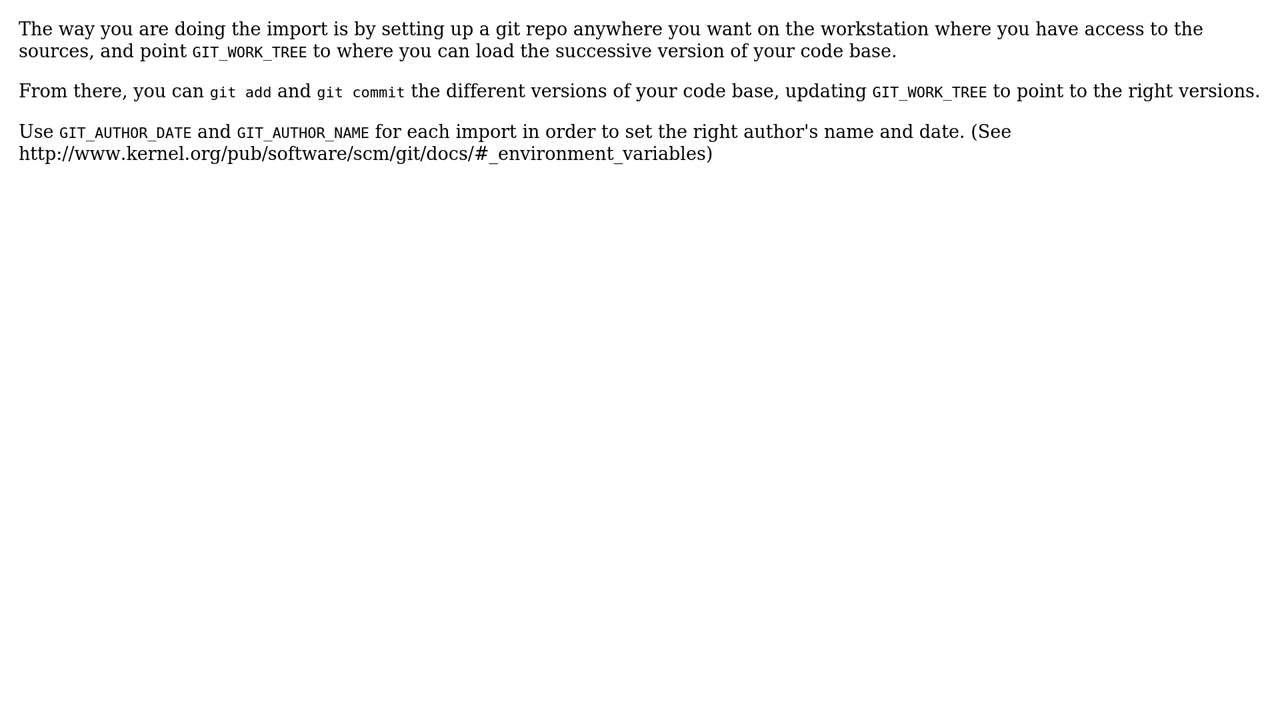 The way you are doing the import is by setting up a git repo anywhere you want on the workstation where you have access to the
sources, and point GIT_WORK_TREE to where you can load the successive version of your code base.
From there, you can git add and git commit the different versions of your code base, updating GIT_WORK_TREE to point to the right versions.
Use GIT_AUTHOR_DATE and GIT_AUTHOR_NAME for each import in order to set the right author's name and date. (See
http://www.kernel.org/pub/software/scm/git/docs/#_environment_variables)